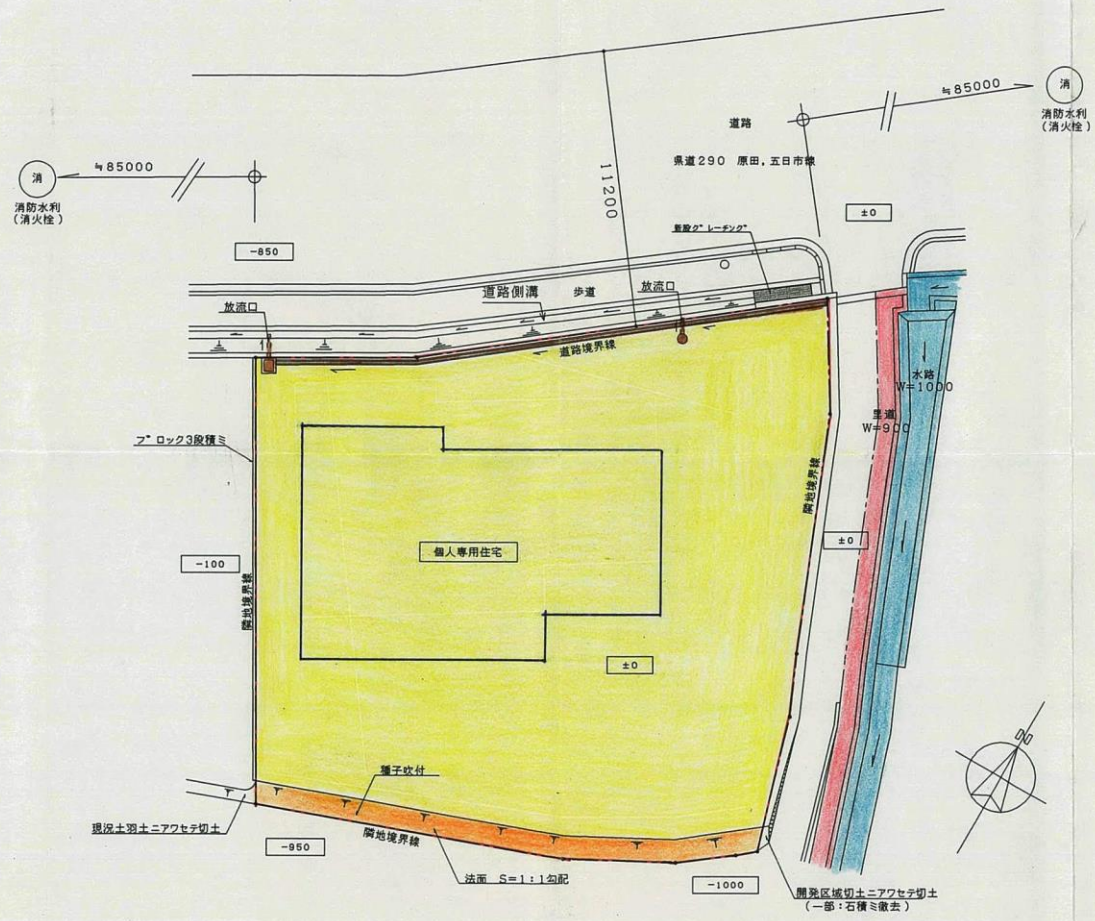 ≒85000
消
消防水利
(消火栓)
道路
県道290 原田,五日市線
≒85000
消
消防水利
(消火栓)
11200
±0
-850
新設グレーチング
道路側溝
歩道
放流口
放流口
道路境界線
水路
W=1000
里道
W=900
ブロック3段積ミ
隣地境界線
±0
-100
隣地境界線
個人専用住宅
±0
種子吹付
現況土羽土ニアワセテ切土
隣地境界線
-950
法面 S=1:1勾配
-1000
開発区域切土ニアワセテ切土
(一部:石積ミ撤去)